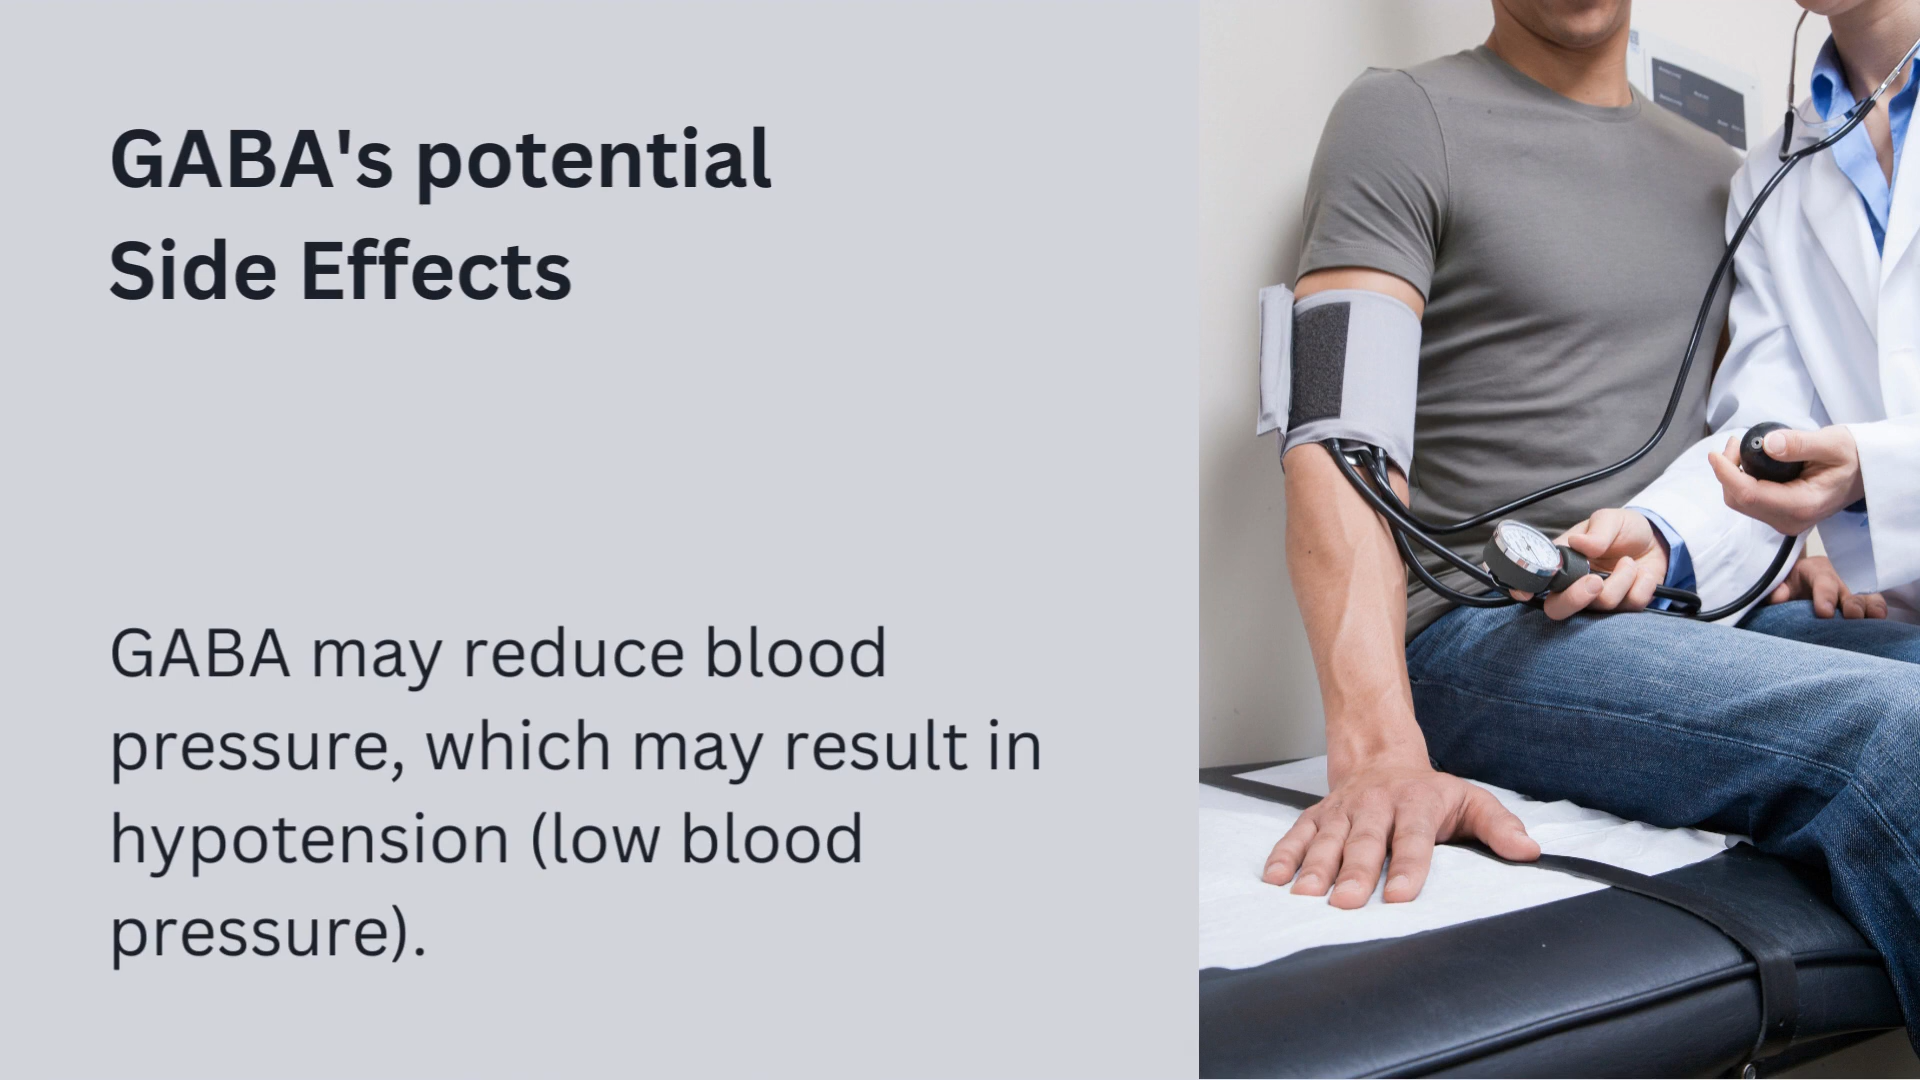 GABA's potential
Side Effects
GABA may reduce blood
pressure, which may result in
hypotension (low blood
pressure).